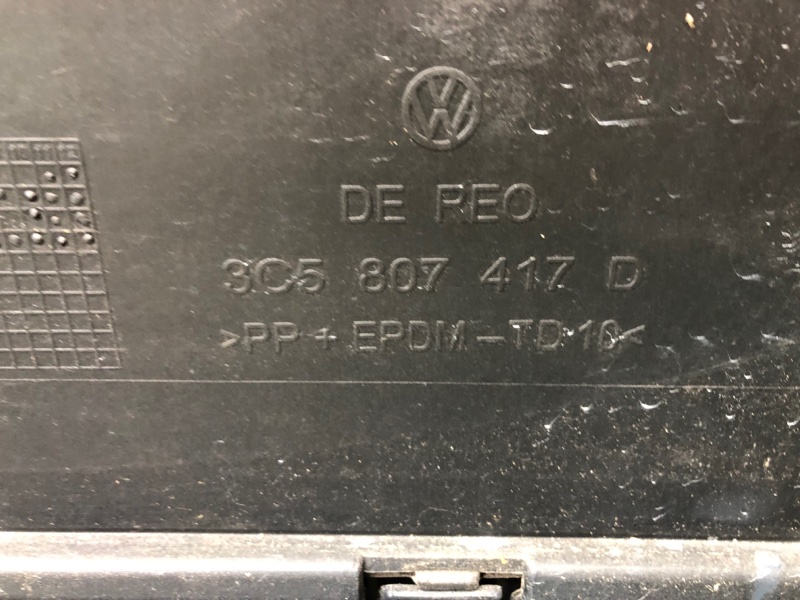 VW
DE REO
3C5 807 417 D
>PP + EPDM - TD 10<